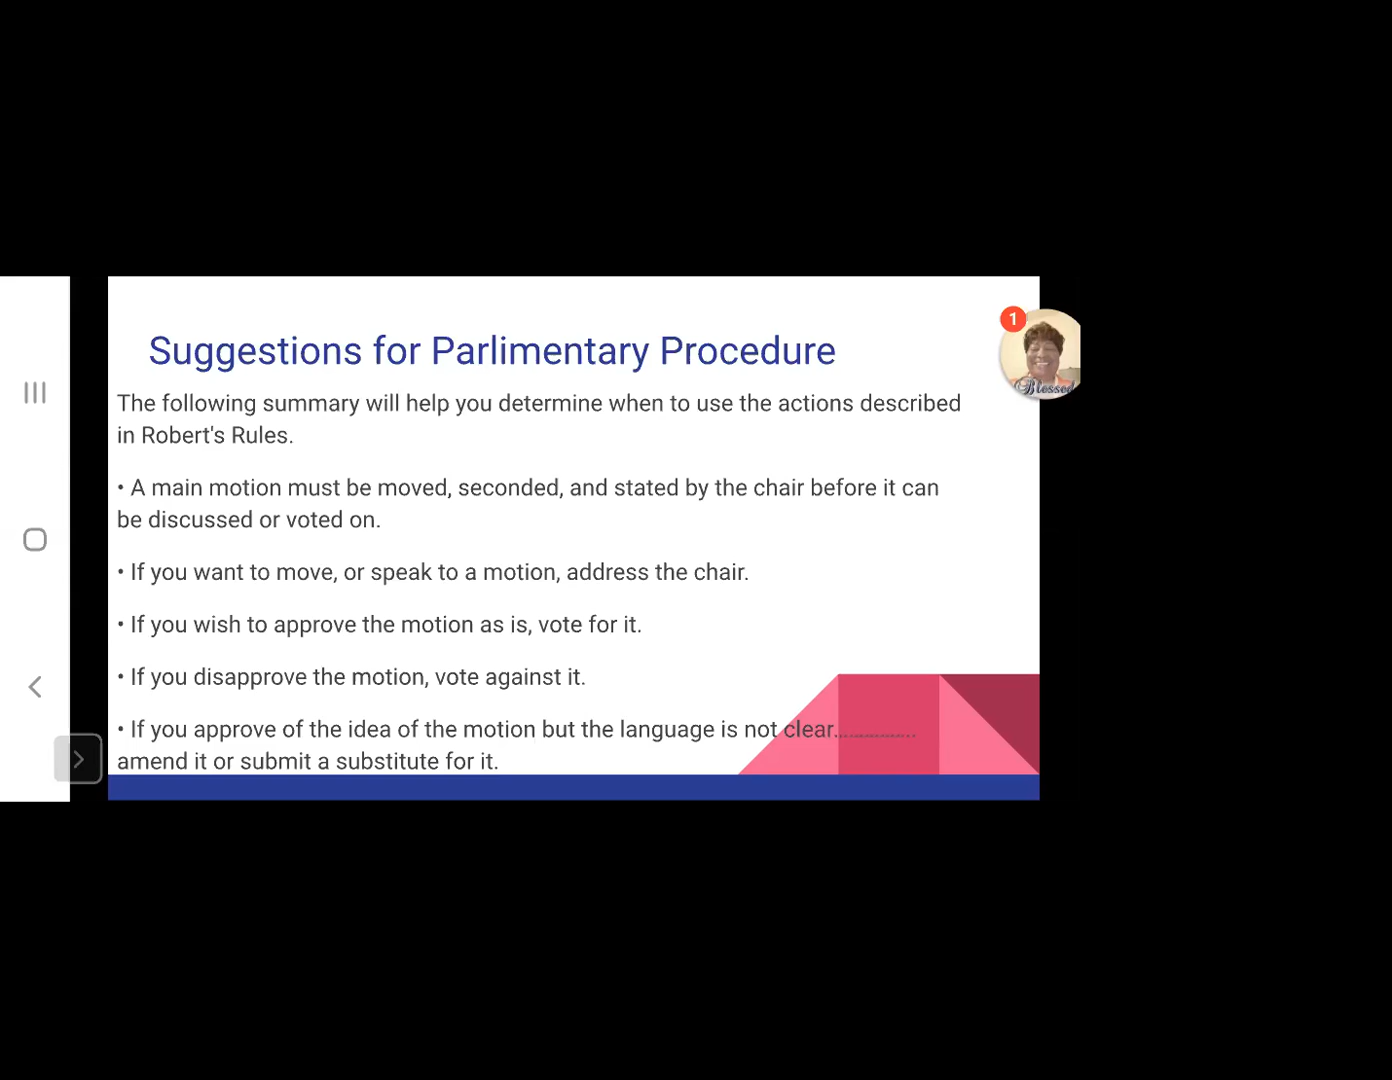 Suggestions for Parlimentary Procedure
1
Blessed
The following summary will help you determine when to use the actions described
in Robert's Rules.
• A main motion must be moved, seconded, and stated by the chair before it can
be discussed or voted on.
• If you want to move, or speak to a motion, address the chair.
• If you wish to approve the motion as is, vote for it.
• If you disapprove the motion, vote against it.
• If you approve of the idea of the motion but the language is not clear..............
amend it or submit a substitute for it.